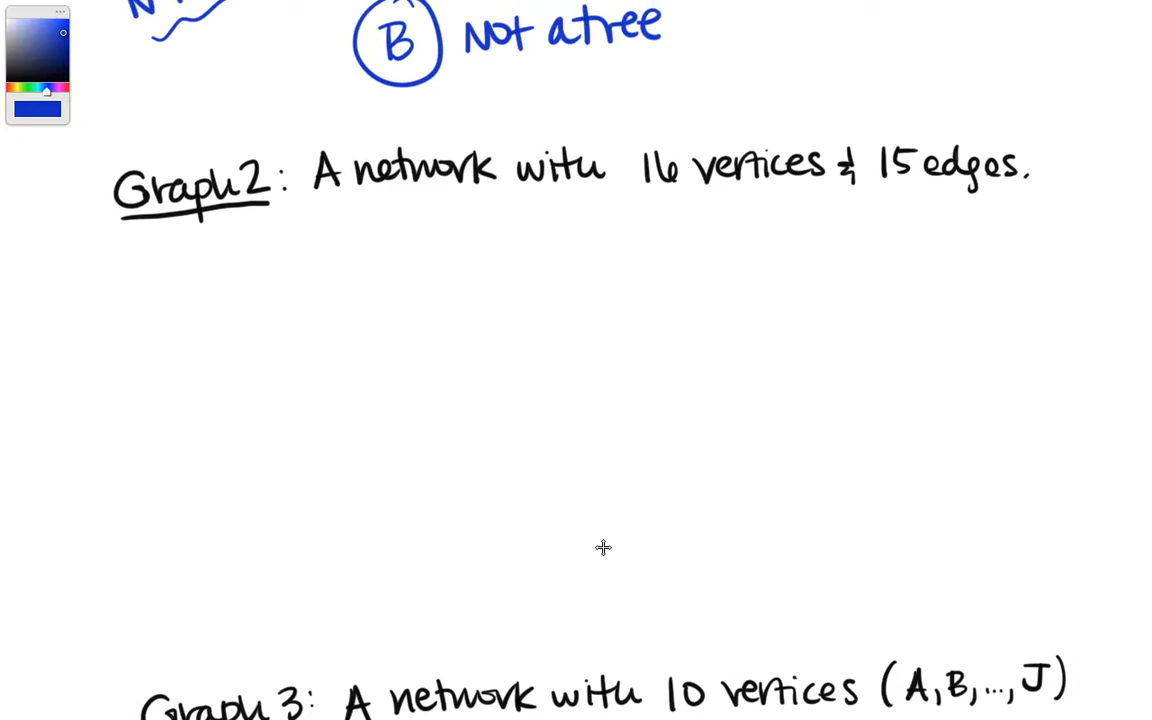 B Not a tree
Graph 2: A network with 16 vertices & 15 edges.
Graph 3: A network with 10 vertices (A, B, ..., J)